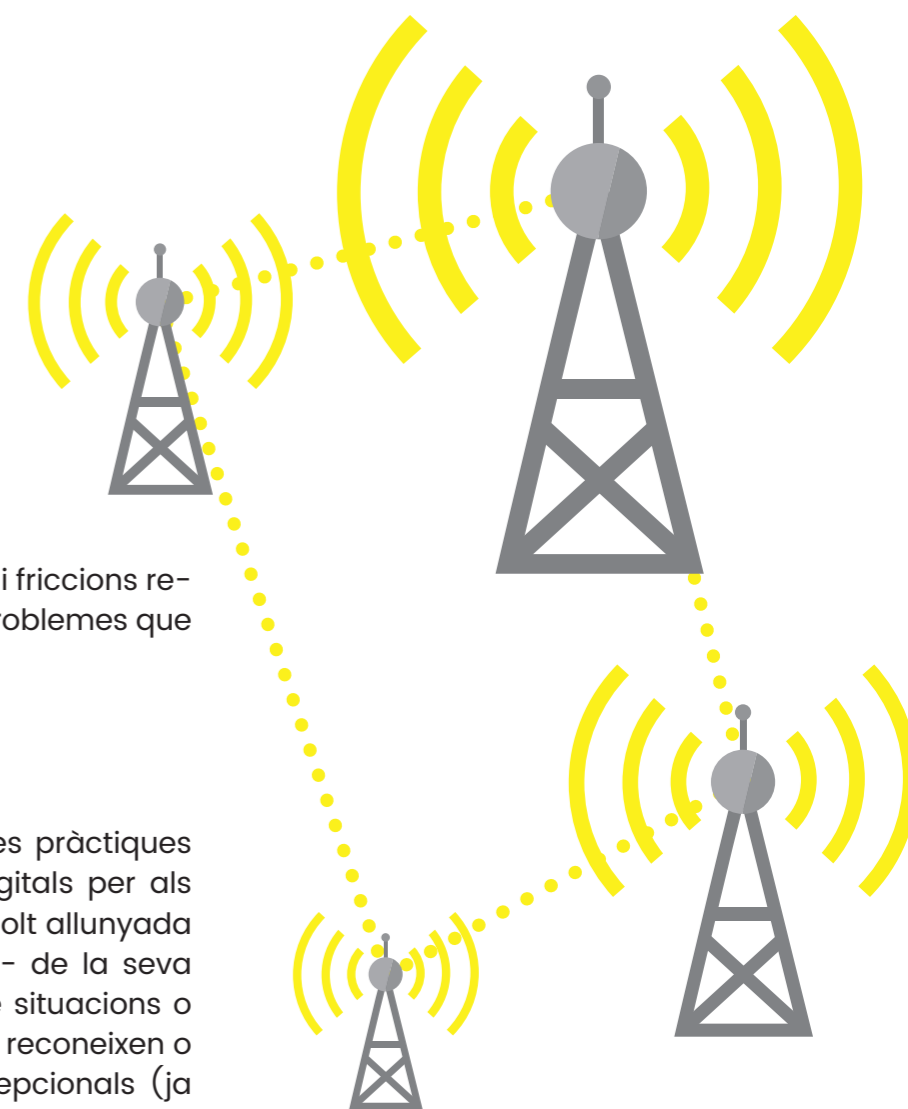 i friccions re-
roblemes que
es pràctiques
gitals per als
olt allunyada
- de la seva
situacions o
reconeixen o
epcionals (ja